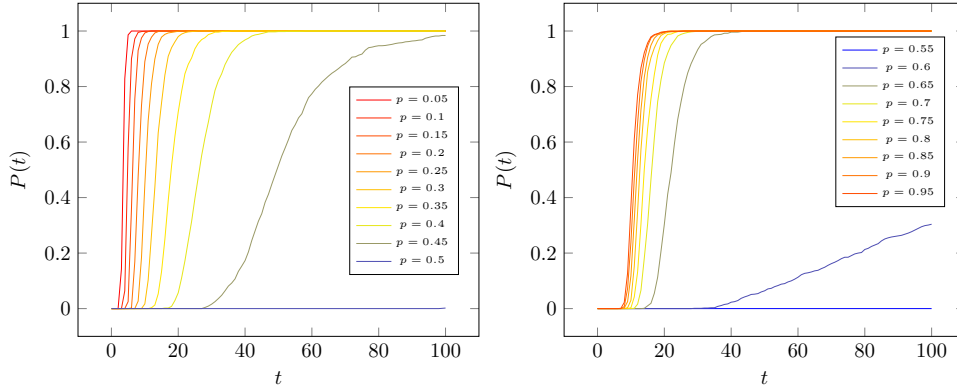 1
0.8
0.6
0.4
0.2
0
P(t)
0
20
40
60
80
100
t
p = 0.05
p = 0.1
p = 0.15
p = 0.2
p = 0.25
p = 0.3
p = 0.35
p = 0.4
p = 0.45
p = 0.5
1
0.8
0.6
0.4
0.2
0
P(t)
0
20
40
60
80
100
t
p = 0.55
p = 0.6
p = 0.65
p = 0.7
p = 0.75
p = 0.8
p = 0.85
p = 0.9
p = 0.95